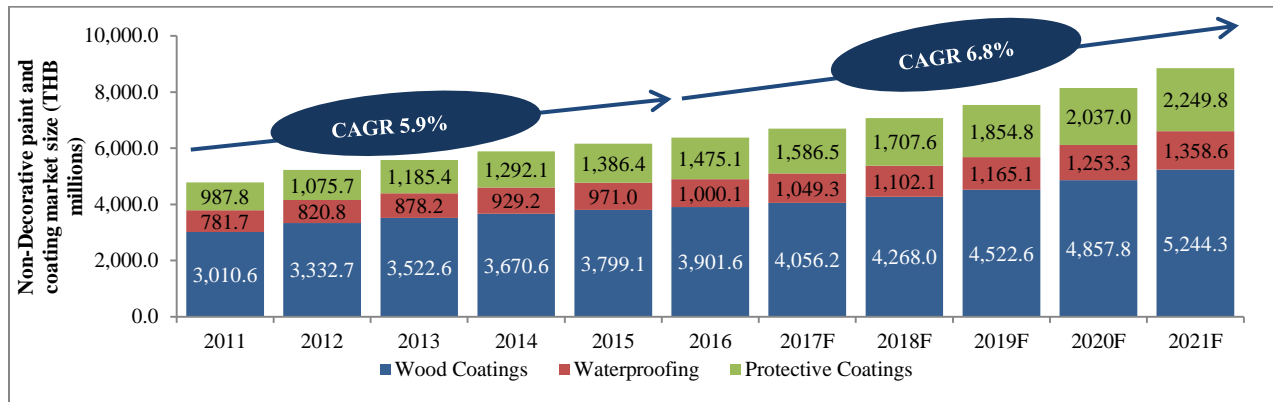 Non-Decorative paint and
coating market size (THB
millions)
10,000.0
8,000.0
6,000.0
4,000.0
2,000.0
0.0
CAGR 5.9%
CAGR 6.8%
987.8 1,075.7 1,185.4 1,292.1 1,386.4 1,475.1 1,586.5 1,707.6 1,854.8 2,037.0 2,249.8
781.7 820.8 878.2 929.2 971.0 1,000.1 1,049.3 1,102.1 1,165.1 1,253.3 1,358.6
3,010.6 3,332.7 3,522.6 3,670.6 3,799.1 3,901.6 4,056.2 4,268.0 4,522.6 4,857.8 5,244.3
2011 2012 2013 2014 2015 2016 2017F 2018F 2019F 2020F 2021F
Wood Coatings Waterproofing Protective Coatings